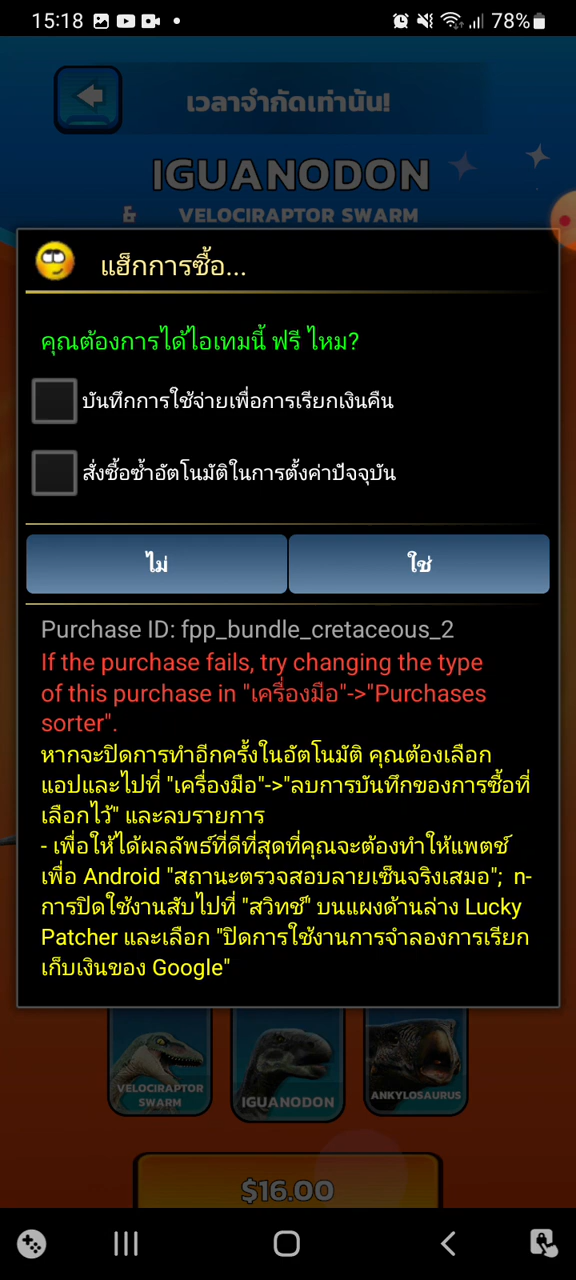 15:18
78%
เวลาจำกัดเท่านั้น!
IGUANODON
& VELOCIRAPTOR SWARM
แฮ็กการซื้อ...
คุณต้องการได้ไอเทมนี้ ฟรี ไหม?
บันทึกการใช้จ่ายเพื่อการเรียกเงินคืน
สั่งซื้อซ้ำอัตโนมัติในการตั้งค่าปัจจุบัน
ไม่ ใช่
Purchase ID: fpp_bundle_cretaceous_2
If the purchase fails, try changing the type
of this purchase in "เครื่องมือ"->"Purchases
sorter".
หากจะปิดการทำอีกครั้งในอัตโนมัติ คุณต้องเลือก
แอปและไปที่ "เครื่องมือ"->"ลบการบันทึกของการซื้อที่
เลือกไว้" และลบรายการ
- เพื่อให้ได้ผลลัพธ์ที่ดีที่สุดที่คุณจะต้องทำให้แพตช์
เพื่อ Android "สถานะตรวจสอบลายเซ็นจริงเสมอ"; n-
การปิดใช้งานสับไปที่ "สวิทช์" บนแผงด้านล่าง Lucky
Patcher และเลือก "ปิดการใช้งานการจำลองการเรียก
เก็บเงินของ Google"
VELOCIRAPTOR
SWARM
IGUANODON
ANKYLOSAURUS
$16.00